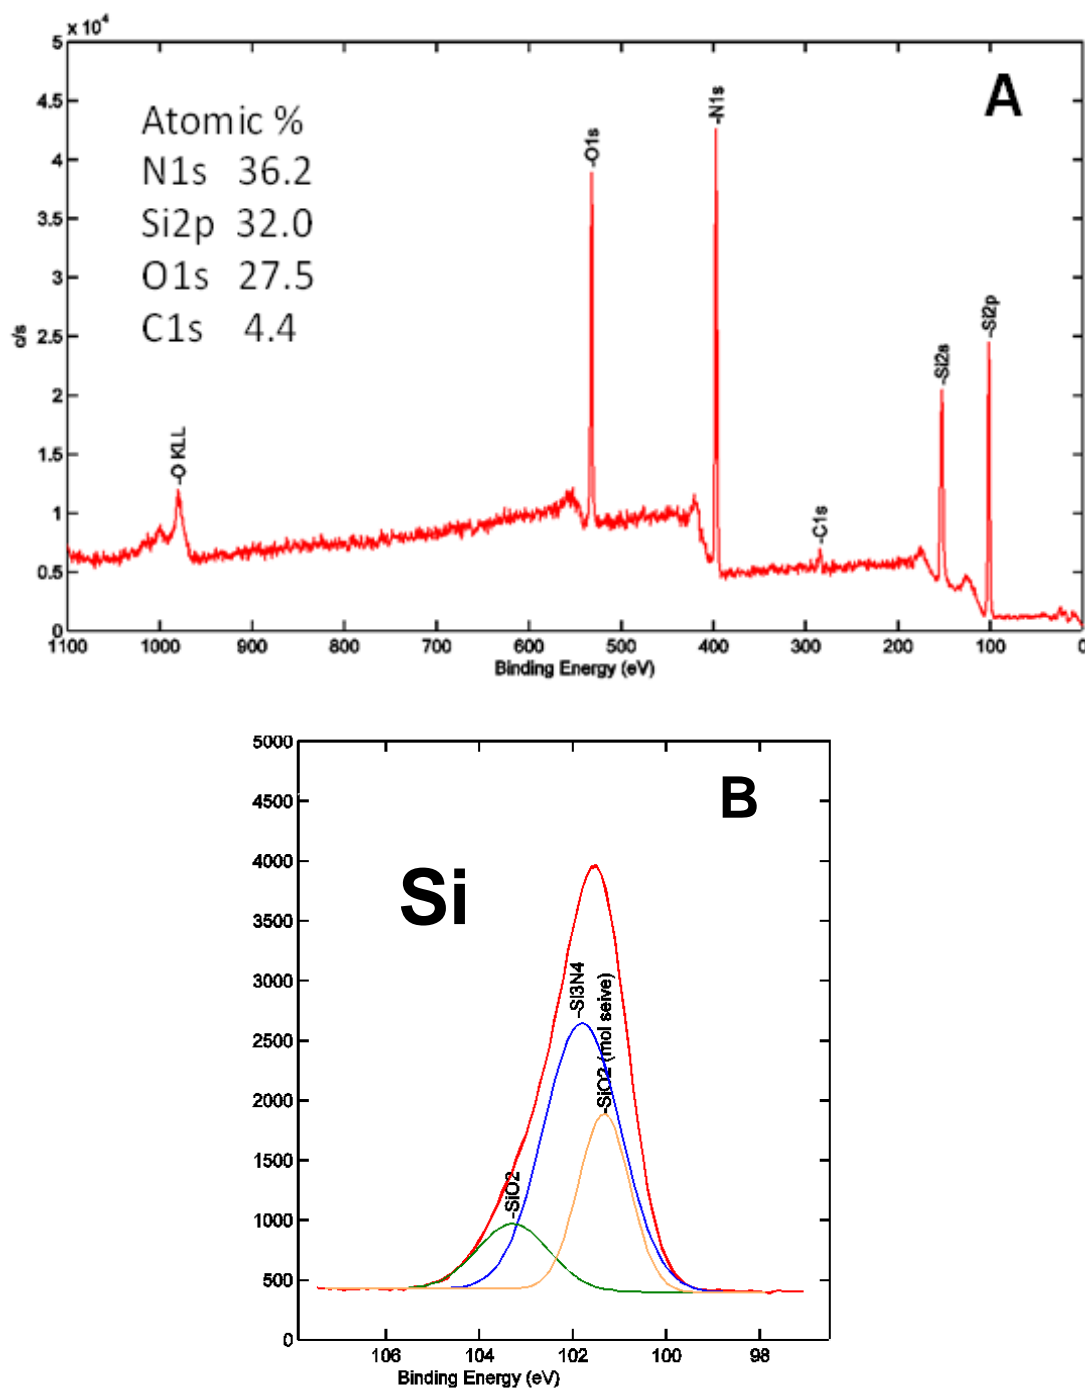 x 10⁴
A
5
4.5
4
3.5
3
2.5
2
1.5
1
0.5
0
c/s
Atomic %
N1s 36.2
Si2p 32.0
O1s 27.5
C1s 4.4
-O KLL
-O1s
-N1s
-C1s
-Si2s
-Si2p
1100 1000 900 800 700 600 500 400 300 200 100 0
Binding Energy (eV)
B
Si
5000
4500
4000
3500
3000
2500
2000
1500
1000
500
0
-SiO2
-Si3N4
-SiO2 (mol seive)
106 104 102 100 98
Binding Energy (eV)